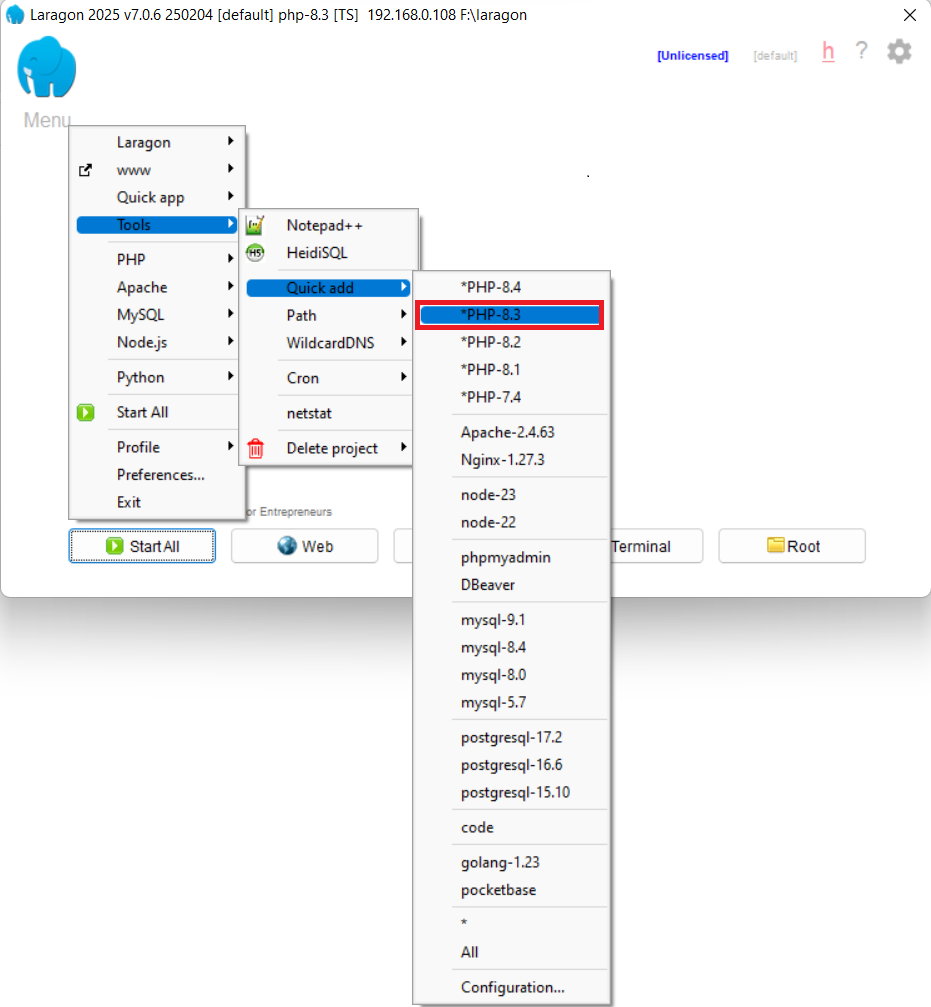 Laragon 2025 v7.0.6 250204 [default] php-8.3 [TS] 192.168.0.108 F:\laragon
[Unlicensed] [default] h ?
Menu
Laragon
www
Quick app
Tools
PHP
Apache
MySQL
Node.js
Python
Start All
Profile
Preferences...
Exit
Notepad++
H5 HeidiSQL
Quick add
Path
WildcardDNS
Cron
netstat
Delete project
*PHP-8.4
*PHP-8.3
*PHP-8.2
*PHP-8.1
*PHP-7.4
Apache-2.4.63
Nginx-1.27.3
node-23
node-22
phpmyadmin
DBeaver
mysql-9.1
mysql-8.4
mysql-8.0
mysql-5.7
postgresql-17.2
postgresql-16.6
postgresql-15.10
code
golang-1.23
pocketbase
*
All
Configuration...
or Entrepreneurs
Start All Web Terminal Root